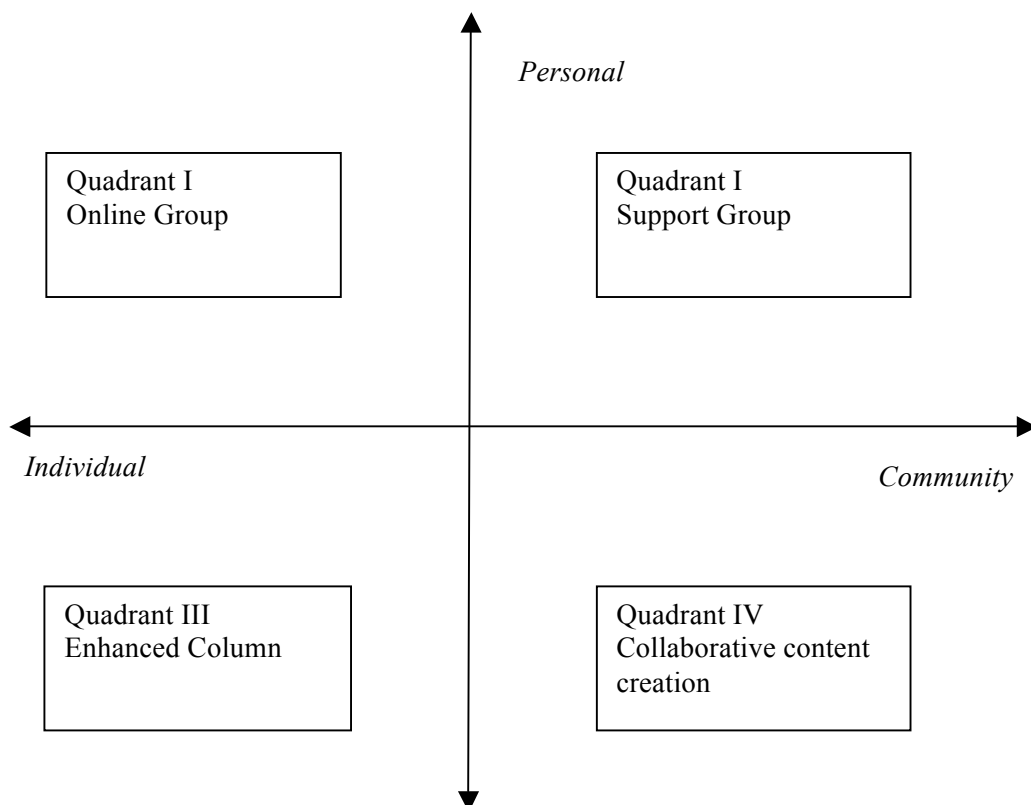 Personal
Quadrant I
Online Group
Quadrant I
Support Group
Individual
Community
Quadrant III
Enhanced Column
Quadrant IV
Collaborative content
creation